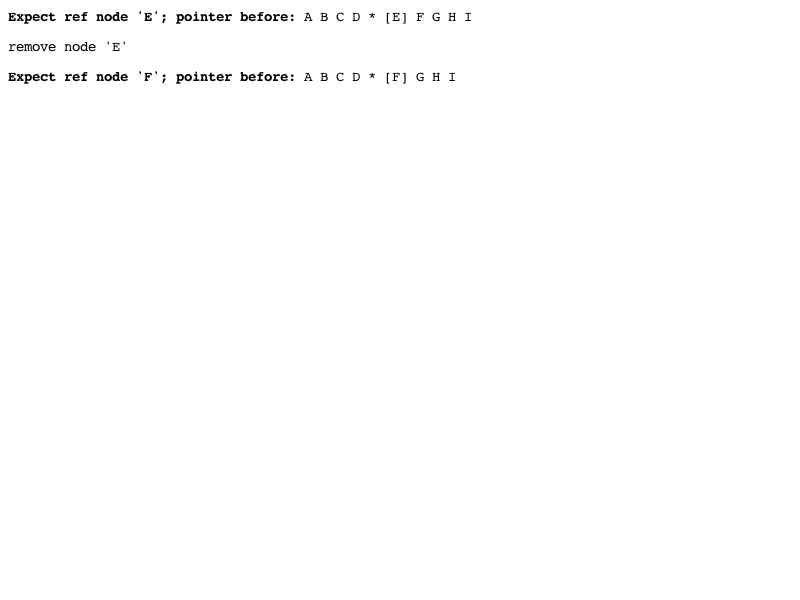 Expect ref node 'E'; pointer before: A B C D * [E] F G H I
remove node 'E'
Expect ref node 'F'; pointer before: A B C D * [F] G H I